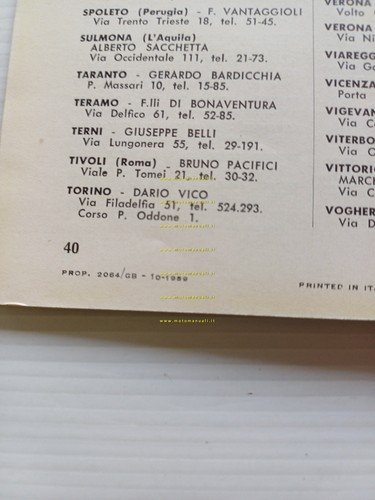 SPOLETO (Perugia) - F. VANTAGGIOLI
Via Trento Trieste 18, tel. 51-45.
SULMONA (L'Aquila)
ALBERTO SACCHETTA
Via Occidentale 111, tel. 21-73.
TARANTO - GERARDO BARDICCHIA
P. Massari 10, tel. 15-85.
TERAMO - F.lli DI BONAVENTURA
Via Delfico 61, tel. 52-85.
TERNI - GIUSEPPE BELLI
Via Lungonera 55, tel. 29-191.
TIVOLI (Roma) - BRUNO PACIFICI
Viale P. Tomei 21, tel. 30-32.
TORINO - DARIO VICO
Via Filadelfia 51, tel. 524.293.
Corso P. Oddone 1.
VERONA
Volto
VERONA
Via Ni
VIAREGG
Via Ga
VICENZA
Porta
VIGEVAN
Via Ca
VITERBO
Via C
VITTORIO
MARCH
Via C
VOGHER
Via D
40
PROP. 2064/GB - 10-1959
PRINTED IN ITA
www.motomanuali.it